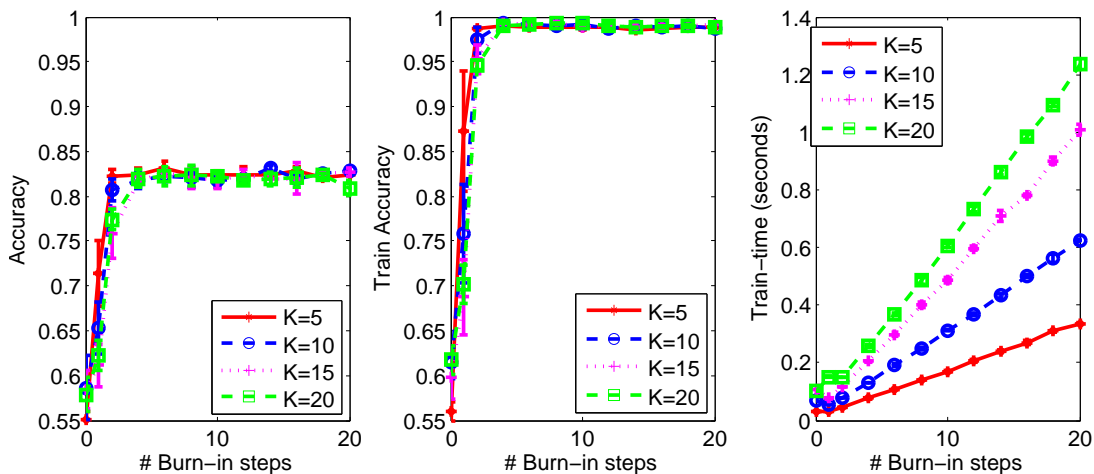 1
0.95
0.9
0.85
0.8
0.75
0.7
0.65
0.6
0.55
0
10
20
Accuracy
# Burn−in steps
K=5
K=10
K=15
K=20
1
0.95
0.9
0.85
0.8
0.75
0.7
0.65
0.6
0.55
0
10
20
Train Accuracy
# Burn−in steps
K=5
K=10
K=15
K=20
1.4
1.2
1
0.8
0.6
0.4
0.2
0
0
10
20
Train−time (seconds)
# Burn−in steps
K=5
K=10
K=15
K=20